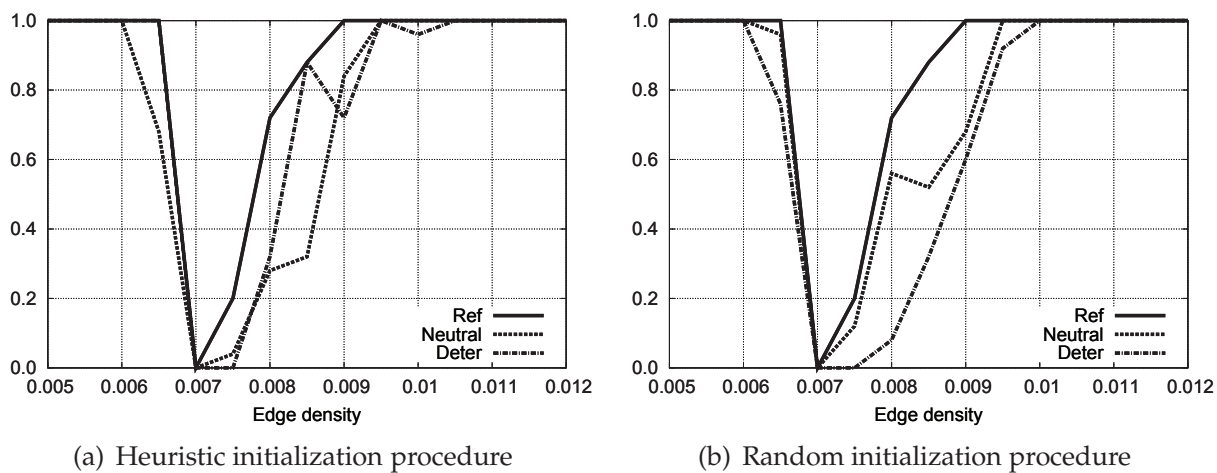 1.0
0.8
0.6
0.4
0.2
0.0
Ref
Neutral
Deter
0.005 0.006 0.007 0.008 0.009 0.01 0.011 0.012
Edge density
(a) Heuristic initialization procedure
1.0
0.8
0.6
0.4
0.2
0.0
Ref
Neutral
Deter
0.005 0.006 0.007 0.008 0.009 0.01 0.011 0.012
Edge density
(b) Random initialization procedure